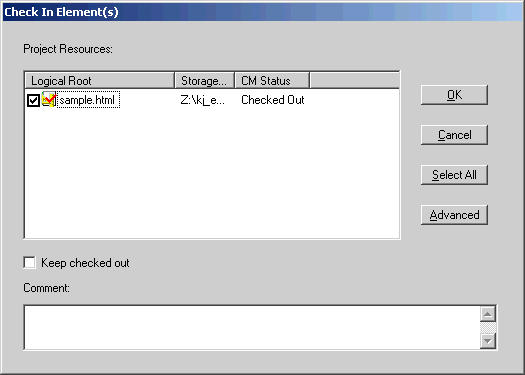 Check In Element(s)
Project Resources:
Logical Root Storage... CM Status
sample.html Z:\kj_e... Checked Out
OK
Cancel
Select All
Advanced
Keep checked out
Comment: